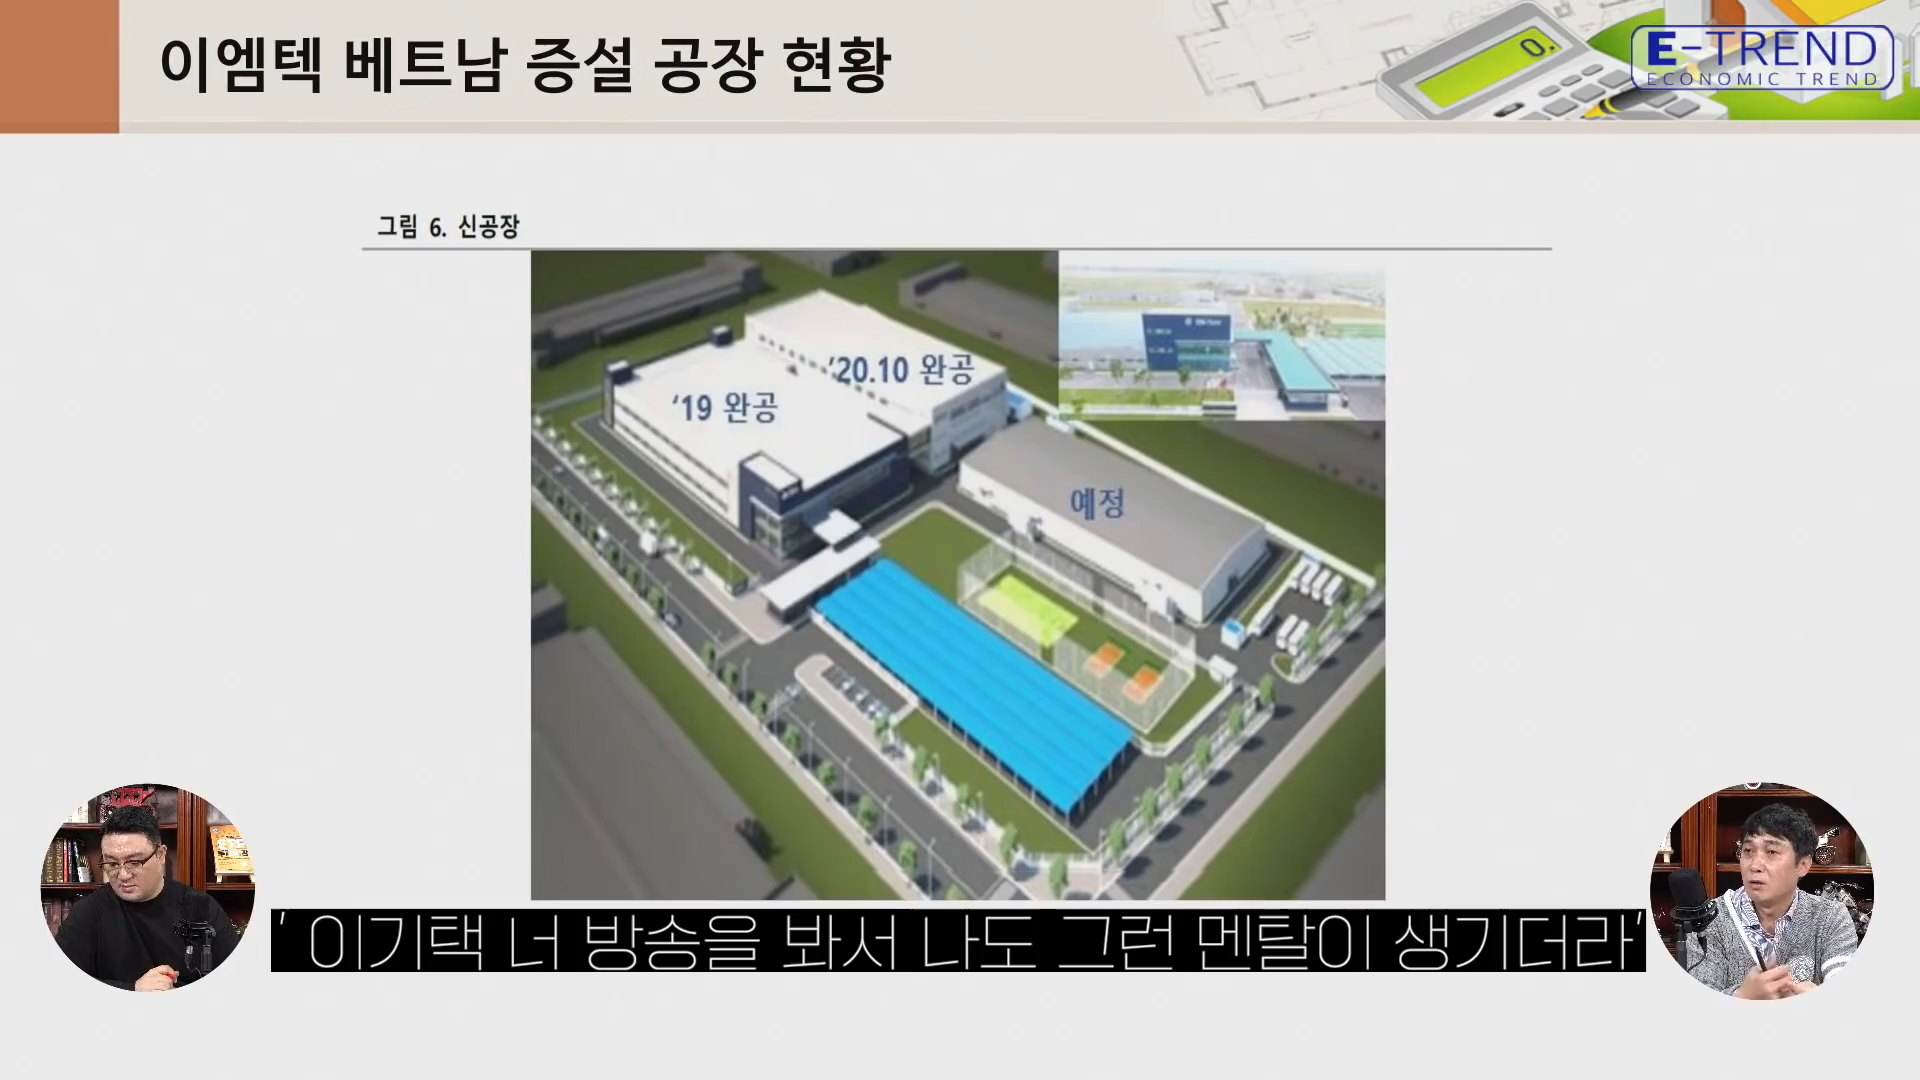 이엠텍 베트남 증설 공장 현황
E-TREND
ECONOMIC TREND
그림 6. 신공장
'20.10 완공
'19 완공
예정
' 이기택 너 방송을 봐서 나도 그런 멘탈이 생기더라'